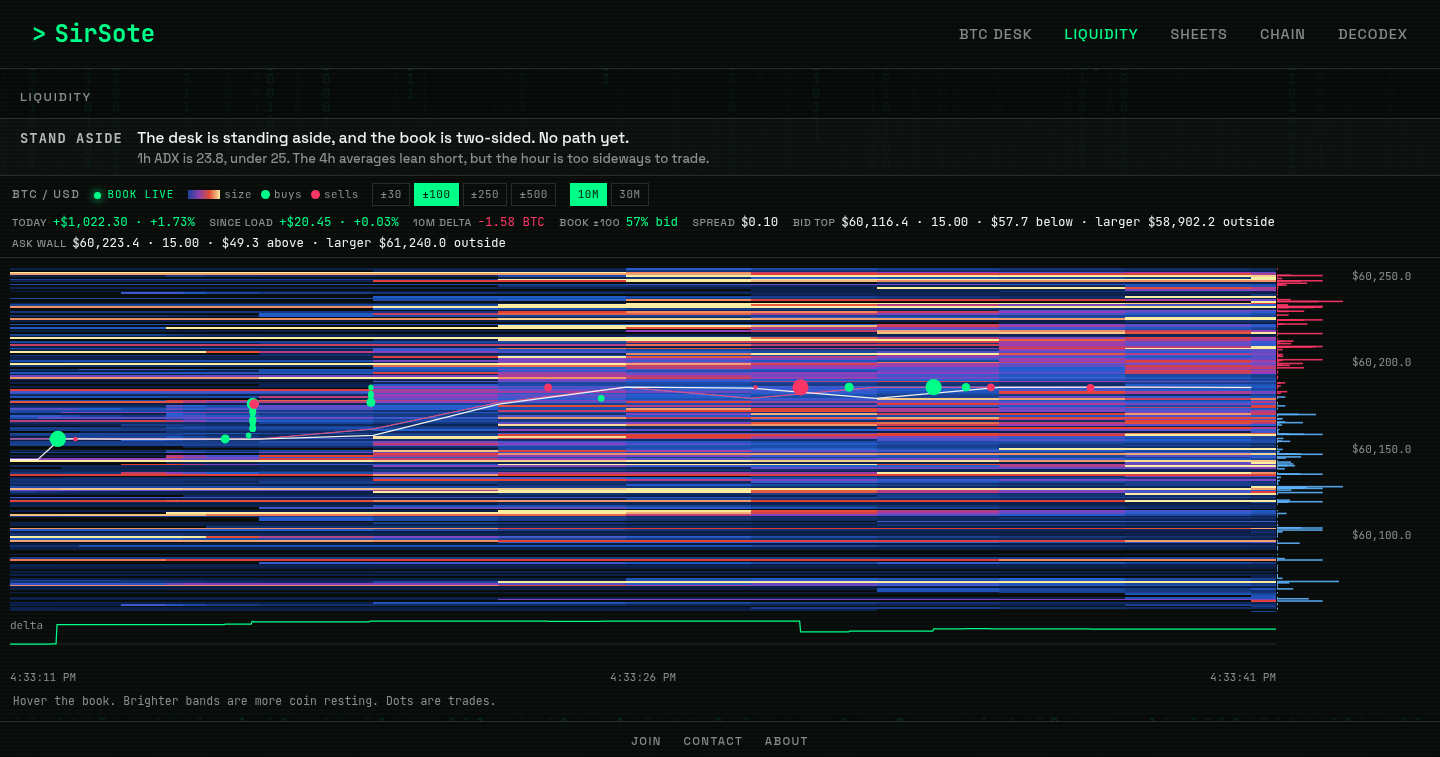 > SirSote
BTC DESK LIQUIDITY SHEETS CHAIN DECODEX
LIQUIDITY
STAND ASIDE The desk is standing aside, and the book is two-sided. No path yet.
1h ADX is 23.8, under 25. The 4h averages lean short, but the hour is too sideways to trade.
BTC / USD BOOK LIVE size buys sells ±30 ±100 ±250 ±500 10M 30M
TODAY +$1,022.30 · +1.73% SINCE LOAD +$20.45 · +0.03% 10M DELTA -1.58 BTC BOOK ±100 57% bid SPREAD $0.10 BID TOP $60,116.4 · 15.00 · $57.7 below · larger $58,902.2 outside
ASK WALL $60,223.4 · 15.00 · $49.3 above · larger $61,240.0 outside
$60,250.0
$60,200.0
$60,150.0
$60,100.0
delta
4:33:11 PM 4:33:26 PM 4:33:41 PM
Hover the book. Brighter bands are more coin resting. Dots are trades.
JOIN CONTACT ABOUT